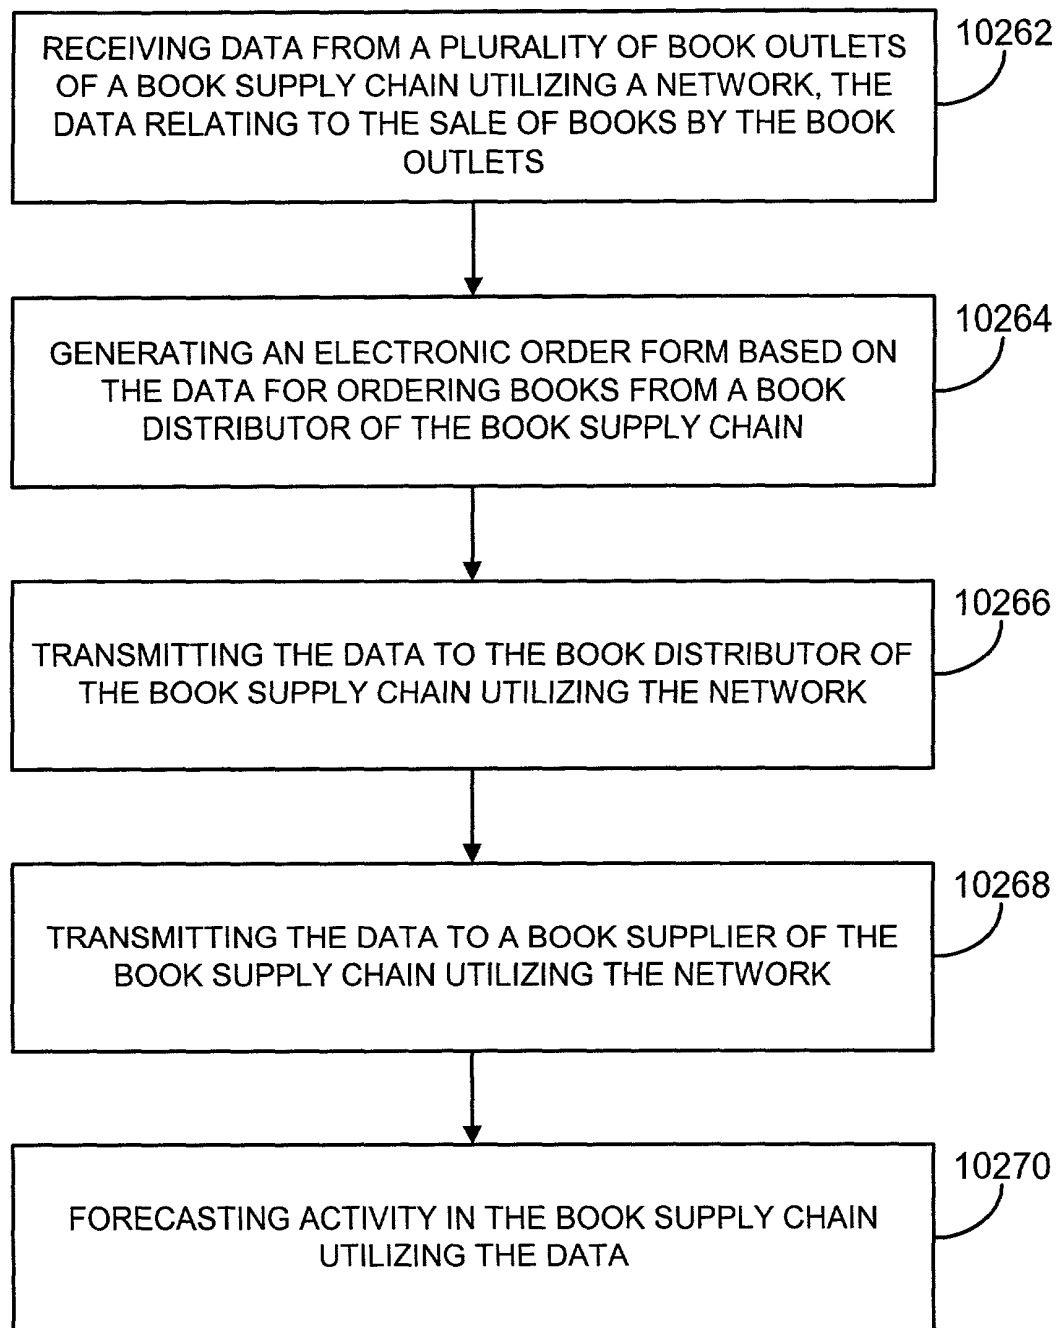 RECEIVING DATA FROM A PLURALITY OF BOOK OUTLETS
OF A BOOK SUPPLY CHAIN UTILIZING A NETWORK, THE
DATA RELATING TO THE SALE OF BOOKS BY THE BOOK
OUTLETS
10262
GENERATING AN ELECTRONIC ORDER FORM BASED ON
THE DATA FOR ORDERING BOOKS FROM A BOOK
DISTRIBUTOR OF THE BOOK SUPPLY CHAIN
10264
TRANSMITTING THE DATA TO THE BOOK DISTRIBUTOR OF
THE BOOK SUPPLY CHAIN UTILIZING THE NETWORK
10266
TRANSMITTING THE DATA TO A BOOK SUPPLIER OF THE
BOOK SUPPLY CHAIN UTILIZING THE NETWORK
10268
FORECASTING ACTIVITY IN THE BOOK SUPPLY CHAIN
UTILIZING THE DATA
10270